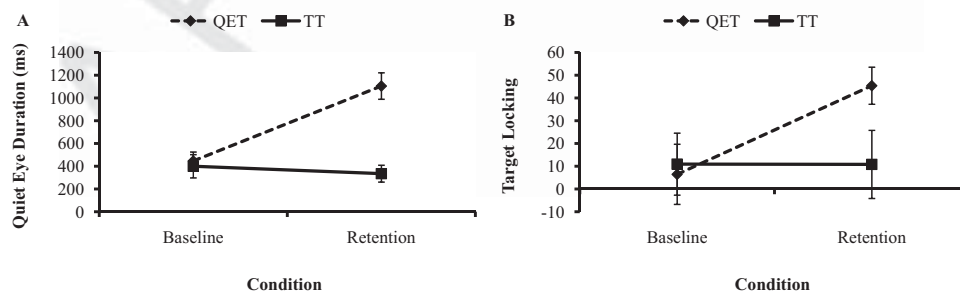 A
QET TT
Quiet Eye Duration (ms)
1400
1200
1000
800
600
400
200
0
Baseline Retention
Condition
B
QET TT
Target Locking
60
50
40
30
20
10
0
-10
Baseline Retention
Condition